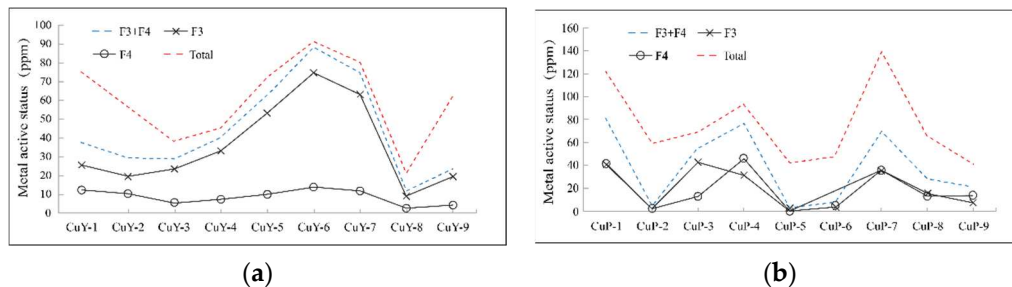 Metal active status (ppm)
100
90
80
70
60
50
40
30
20
10
0
F3+F4 F3
F4 Total
CuY-1 CuY-2 CuY-3 CuY-4 CuY-5 CuY-6 CuY-7 CuY-8 CuY-9
(a)
Metal active status (ppm)
160
140
120
100
80
60
40
20
0
F3+F4 F3
F4 Total
CuP-1 CuP-2 CuP-3 CuP-4 CuP-5 CuP-6 CuP-7 CuP-8 CuP-9
(b)